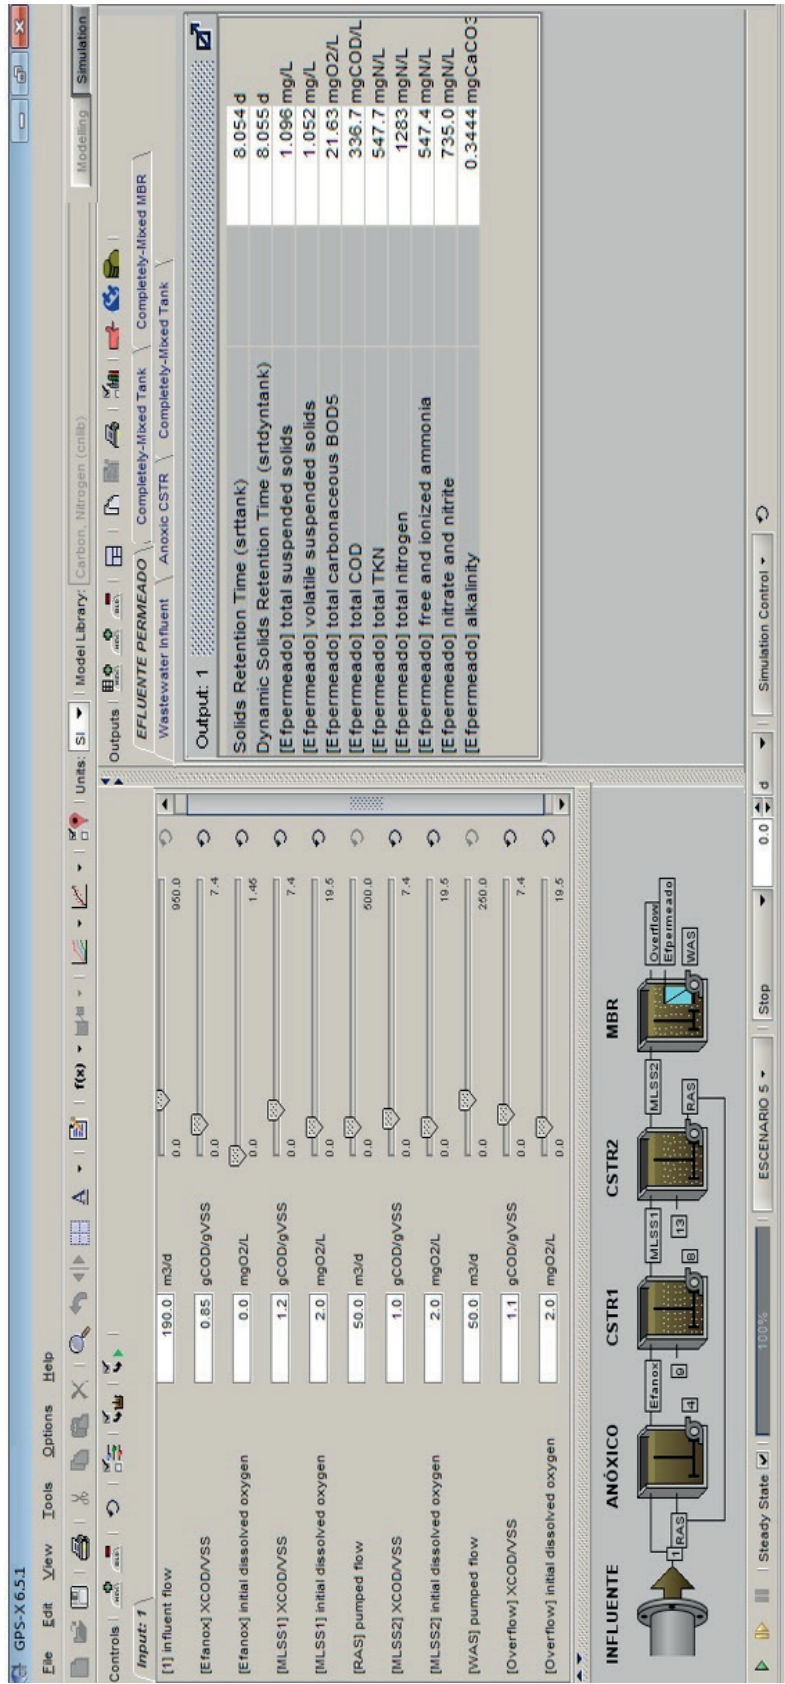 GPS-X 6.5.1
File Edit View Tools Options Help
f(x)
Units: SI
Model Library: Carbon, Nitrogen (cnlib)
Modelling Simulation
Controls
Input: 1
[1] influent flow 190.0 m3/d 0.0 950.0
[Efanox] XCOD/VSS 0.85 gCOD/gVSS 0.0 7.4
[Efanox] initial dissolved oxygen 0.0 mgO2/L 0.0 1.45
[MLSS1] XCOD/VSS 1.2 gCOD/gVSS 0.0 7.4
[MLSS1] initial dissolved oxygen 2.0 mgO2/L 0.0 19.5
[RAS] pumped flow 50.0 m3/d 0.0 500.0
[MLSS2] XCOD/VSS 1.0 gCOD/gVSS 0.0 7.4
[MLSS2] initial dissolved oxygen 2.0 mgO2/L 0.0 19.5
[WAS] pumped flow 50.0 m3/d 0.0 250.0
[Overflow] XCOD/VSS 1.1 gCOD/gVSS 0.0 7.4
[Overflow] initial dissolved oxygen 2.0 mgO2/L 0.0 19.5
Outputs
EFLUENTE PERMEADO Completely-Mixed Tank Completely-Mixed MBR
Wastewater Influent Anoxic CSTR Completely-Mixed Tank
Output: 1
Solids Retention Time (srttank) 8.054 d
Dynamic Solids Retention Time (srtdyntank) 8.055 d
[Efpermeado] total suspended solids 1.096 mg/L
[Efpermeado] volatile suspended solids 1.052 mg/L
[Efpermeado] total carbonaceous BOD5 21.63 mgO2/L
[Efpermeado] total COD 336.7 mgCOD/L
[Efpermeado] total TKN 547.7 mgN/L
[Efpermeado] total nitrogen 1283 mgN/L
[Efpermeado] free and ionized ammonia 547.4 mgN/L
[Efpermeado] nitrate and nitrite 735.0 mgN/L
[Efpermeado] alkalinity 0.3444 mgCaCO3
INFLUENTE ANÓXICO CSTR1 CSTR2 MBR
1 RAS Efanox 4 9 MLSS1 8 13 MLSS2 RAS Overflow Efpermeado WAS
Steady State 100% ESCENARIO 5 Stop 0.0 d Simulation Control